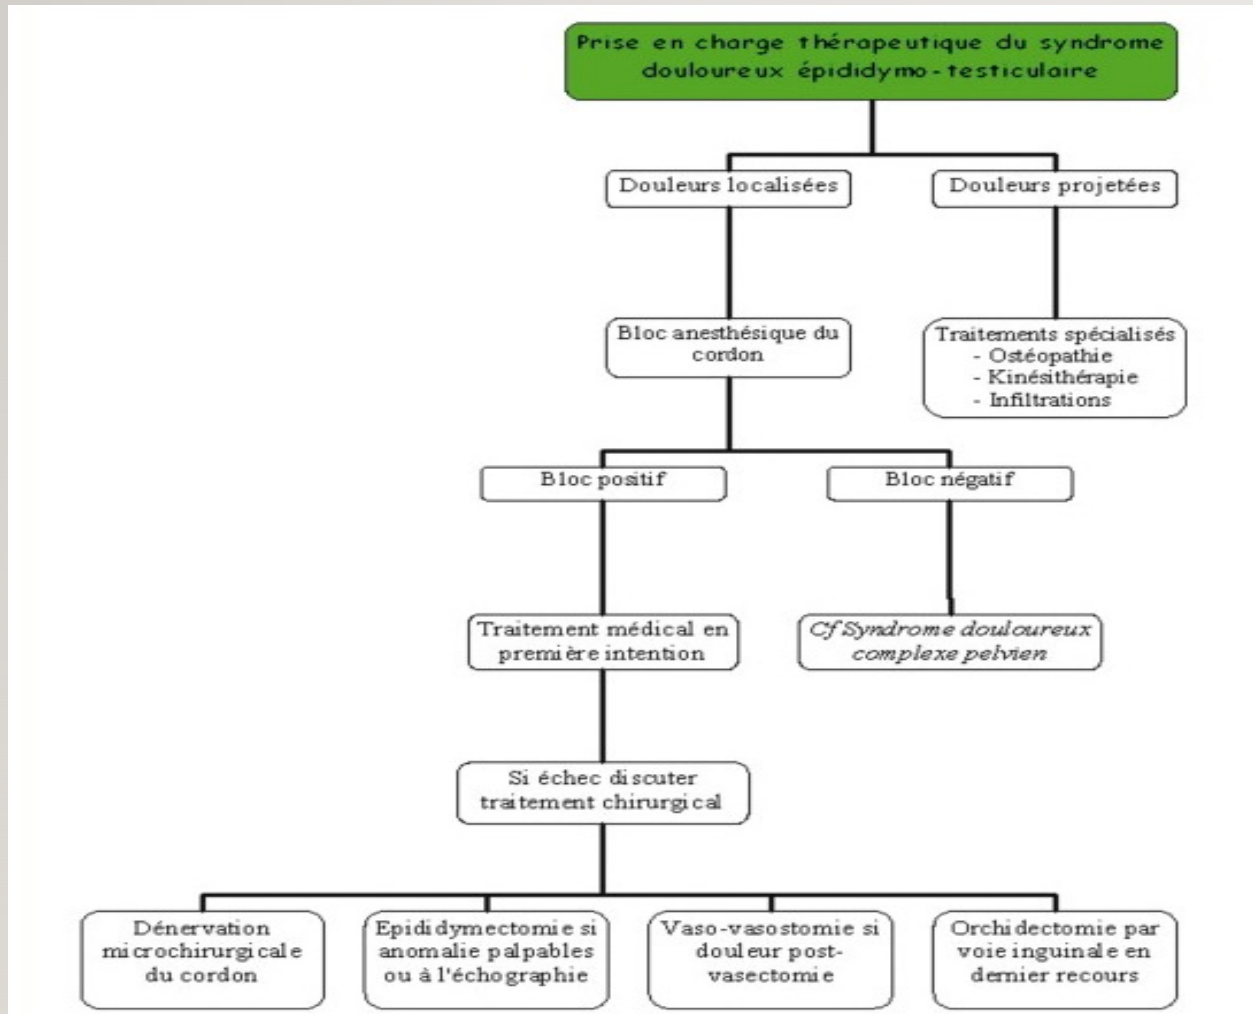 Prise en charge thérapeutique du syndrome
douloureux épididymo-testiculaire
Douleurs localisées
Douleurs projetées
Bloc anesthésique du
cordon
Traitements spécialisés
- Ostéopathie
- Kinésithérapie
- Infiltrations
Bloc positif
Bloc négatif
Traitement médical en
première intention
Cf Syndrome douloureux
complexe pelvien
Si échec discuter
traitement chirurgical
Dénervation
microchirurgicale
du cordon
Epididymectomie si
anomalie palpables
ou à l'échographie
Vaso-vasostomie si
douleur post-
vasectomie
Orchidectomie par
voie inguinale en
dernier recours